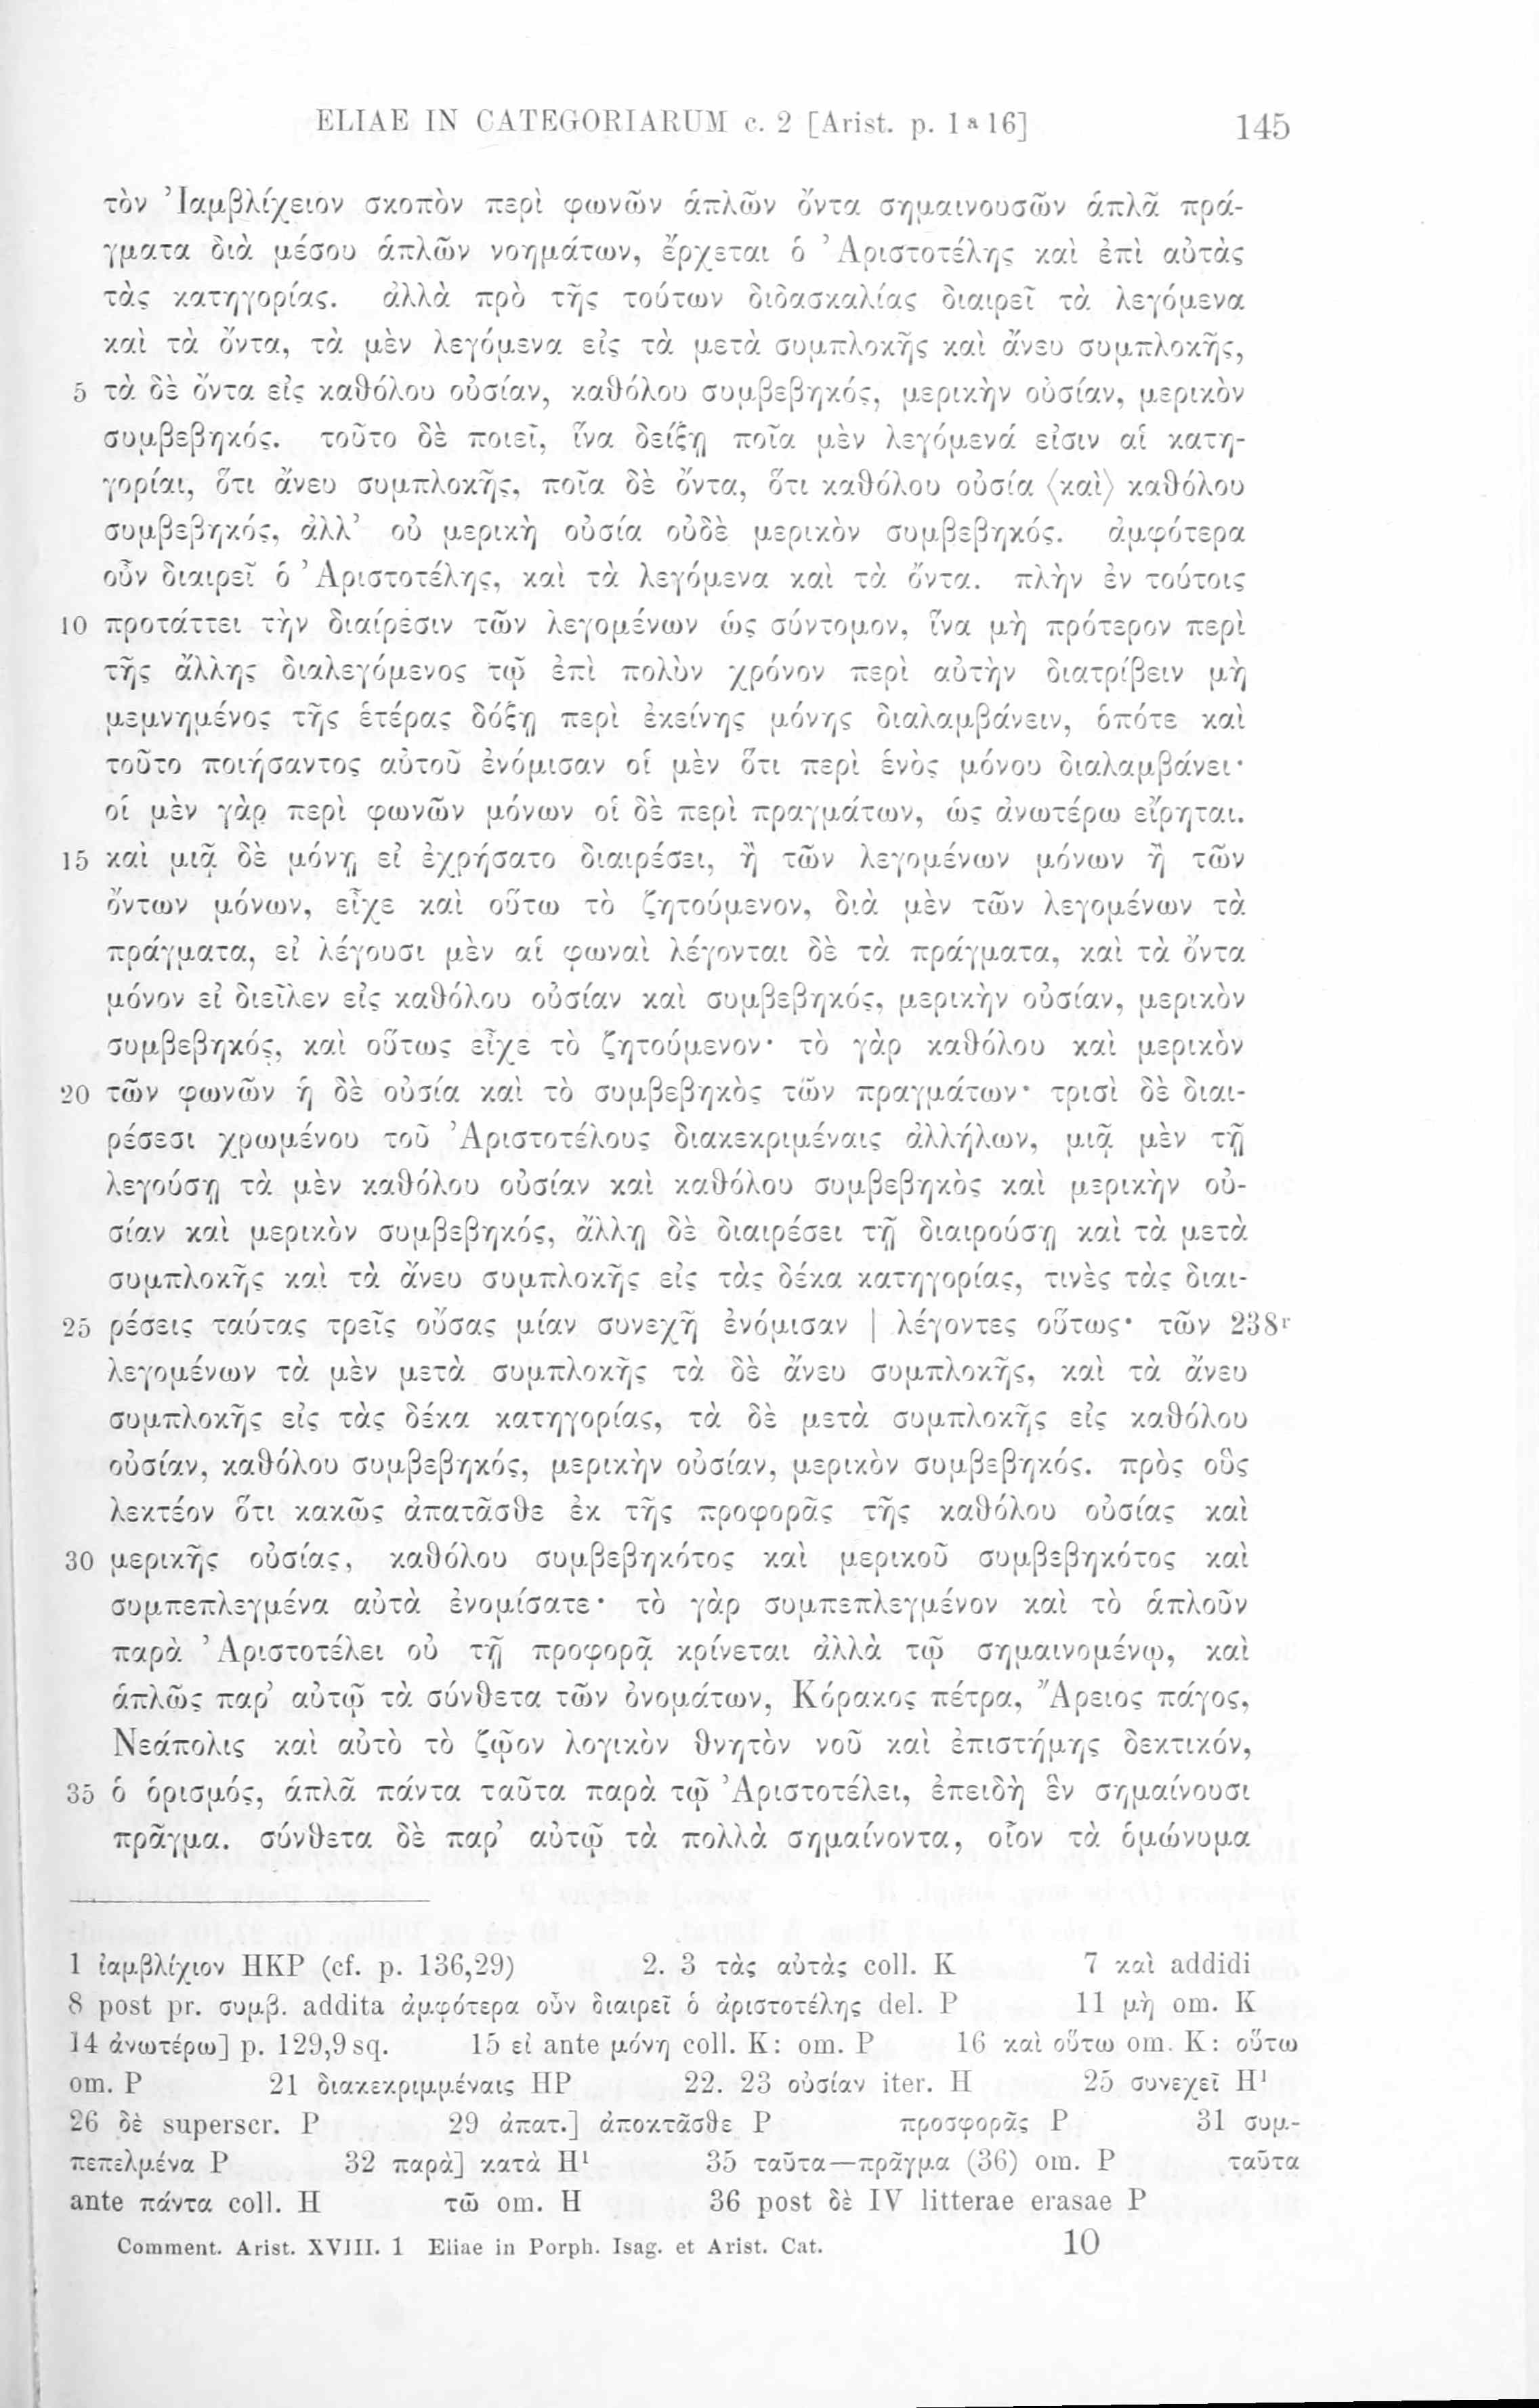 ELIAE IN CATEGORIARUM c. 2 [Arist. p. 1ᵃ16] 145
τὸν Ἰαμβλίχειον σκοπὸν περὶ φωνῶν ἁπλῶν ὄντα σημαινουσῶν ἁπλᾶ πρά-
γματα διὰ μέσου ἁπλῶν νοημάτων, ἔρχεται ὁ Ἀριστοτέλης καὶ ἐπὶ αὐτὰς
τὰς κατηγορίας. ἀλλὰ πρὸ τῆς τούτων διδασκαλίας διαιρεῖ τὰ λεγόμενα
καὶ τὰ ὄντα, τὰ μὲν λεγόμενα εἰς τὰ μετὰ συμπλοκῆς καὶ ἄνευ συμπλοκῆς,
5 τὰ δὲ ὄντα εἰς καθόλου οὐσίαν, καθόλου συμβεβηκός, μερικὴν οὐσίαν, μερικὸν
συμβεβηκός. τοῦτο δὲ ποιεῖ, ἵνα δείξῃ ποῖα μὲν λεγόμενά εἰσιν αἱ κατη-
γορίαι, ὅτι ἄνευ συμπλοκῆς, ποῖα δὲ ὄντα, ὅτι καθόλου οὐσία ⟨καὶ⟩ καθόλου
συμβεβηκός, ἀλλ’ οὐ μερικὴ οὐσία οὐδὲ μερικὸν συμβεβηκός. ἀμφότερα
οὖν διαιρεῖ ὁ Ἀριστοτέλης, καὶ τὰ λεγόμενα καὶ τὰ ὄντα. πλὴν ἐν τούτοις
10 προτάττει τὴν διαίρεσιν τῶν λεγομένων ὡς σύντομον, ἵνα μὴ πρότερον περὶ
τῆς ἄλλης διαλεγόμενος τῷ ἐπὶ πολὺν χρόνον περὶ αὐτὴν διατρίβειν μὴ
μεμνημένος τῆς ἑτέρας δόξῃ περὶ ἐκείνης μόνης διαλαμβάνειν, ὁπότε καὶ
τοῦτο ποιήσαντος αὐτοῦ ἐνόμισαν οἱ μὲν ὅτι περὶ ἑνὸς μόνου διαλαμβάνει·
οἱ μὲν γὰρ περὶ φωνῶν μόνων οἱ δὲ περὶ πραγμάτων, ὡς ἀνωτέρω εἴρηται.
15 καὶ μιᾷ δὲ μόνῃ εἰ ἐχρήσατο διαιρέσει, ἢ τῶν λεγομένων μόνων ἢ τῶν
ὄντων μόνων, εἶχε καὶ οὕτω τὸ ζητούμενον, διὰ μὲν τῶν λεγομένων τὰ
πράγματα, εἰ λέγουσι μὲν αἱ φωναὶ λέγονται δὲ τὰ πράγματα, καὶ τὰ ὄντα
μόνον εἰ διεῖλεν εἰς καθόλου οὐσίαν καὶ συμβεβηκός, μερικὴν οὐσίαν, μερικὸν
συμβεβηκός, καὶ οὕτως εἶχε τὸ ζητούμενον· τὸ γὰρ καθόλου καὶ μερικὸν
20 τῶν φωνῶν ἡ δὲ οὐσία καὶ τὸ συμβεβηκὸς τῶν πραγμάτων· τρισὶ δὲ διαι-
ρέσεσι χρωμένου τοῦ Ἀριστοτέλους διακεκριμέναις ἀλλήλων, μιᾷ μὲν τῇ
λεγούσῃ τὰ μὲν καθόλου οὐσίαν καὶ καθόλου συμβεβηκὸς καὶ μερικὴν οὐ-
σίαν καὶ μερικὸν συμβεβηκός, ἄλλῃ δὲ διαιρέσει τῇ διαιρούσῃ καὶ τὰ μετὰ
συμπλοκῆς καὶ τὰ ἄνευ συμπλοκῆς εἰς τὰς δέκα κατηγορίας, τινὲς τὰς διαι-
25 ρέσεις ταύτας τρεῖς οὔσας μίαν συνεχῆ ἐνόμισαν | λέγοντες οὕτως· τῶν 238ʳ
λεγομένων τὰ μὲν μετὰ συμπλοκῆς τὰ δὲ ἄνευ συμπλοκῆς, καὶ τὰ ἄνευ
συμπλοκῆς εἰς τὰς δέκα κατηγορίας, τὰ δὲ μετὰ συμπλοκῆς εἰς καθόλου
οὐσίαν, καθόλου συμβεβηκός, μερικὴν οὐσίαν, μερικὸν συμβεβηκός. πρὸς οὓς
λεκτέον ὅτι κακῶς ἀπατᾶσθε ἐκ τῆς προφορᾶς τῆς καθόλου οὐσίας καὶ
30 μερικῆς οὐσίας, καθόλου συμβεβηκότος καὶ μερικοῦ συμβεβηκότος καὶ
συμπεπλεγμένα αὐτὰ ἐνομίσατε· τὸ γὰρ συμπεπλεγμένον καὶ τὸ ἁπλοῦν
παρὰ Ἀριστοτέλει οὐ τῇ προφορᾷ κρίνεται ἀλλὰ τῷ σημαινομένῳ, καὶ
ἁπλῶς παρ’ αὐτῷ τὰ σύνθετα τῶν ὀνομάτων, Κόρακος πέτρα, Ἄρειος πάγος,
Νεάπολις καὶ αὐτὸ τὸ ζῷον λογικὸν θνητὸν νοῦ καὶ ἐπιστήμης δεκτικόν,
35 ὁ ὁρισμός, ἁπλᾶ πάντα ταῦτα παρὰ τῷ Ἀριστοτέλει, ἐπειδὴ ἓν σημαίνουσι
πρᾶγμα. σύνθετα δὲ παρ’ αὐτῷ τὰ πολλὰ σημαίνοντα, οἷον τὰ ὁμώνυμα
1 ἰαμβλίχιον HKP (cf. p. 136,29) 2. 3 τὰς αὐτὰς coll. K 7 καὶ addidi
8 post pr. συμβ. addita ἀμφότερα οὖν διαιρεῖ ὁ ἀριστοτέλης del. P 11 μὴ om. K
14 ἀνωτέρω] p. 129,9 sq. 15 εἰ ante μόνη coll. K: om. P 16 καὶ οὕτω om. K: οὕτω
om. P 21 διακεκριμμέναις HP 22. 23 οὐσίαν iter. H 25 συνεχεῖ H¹
26 δὲ superscr. P 29 ἀπατ.] ἀποκτᾶσθε P προσφορᾶς P 31 συμ-
πεπελμένα P 32 παρὰ] κατὰ H¹ 35 ταῦτα—πρᾶγμα (36) om. P ταῦτα
ante πάντα coll. H τῶ om. H 36 post δὲ IV litterae erasae P
Comment. Arist. XVIII. 1 Eliae in Porph. Isag. et Arist. Cat. 10